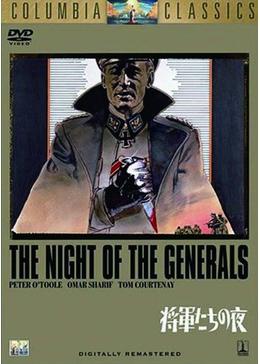 COLUMBIA CLASSICS
DVD
VIDEO
THE NIGHT OF THE GENERALS
PETER O'TOOLE OMAR SHARIF TOM COURTENAY
将軍たちの夜
DIGITALLY REMASTERED